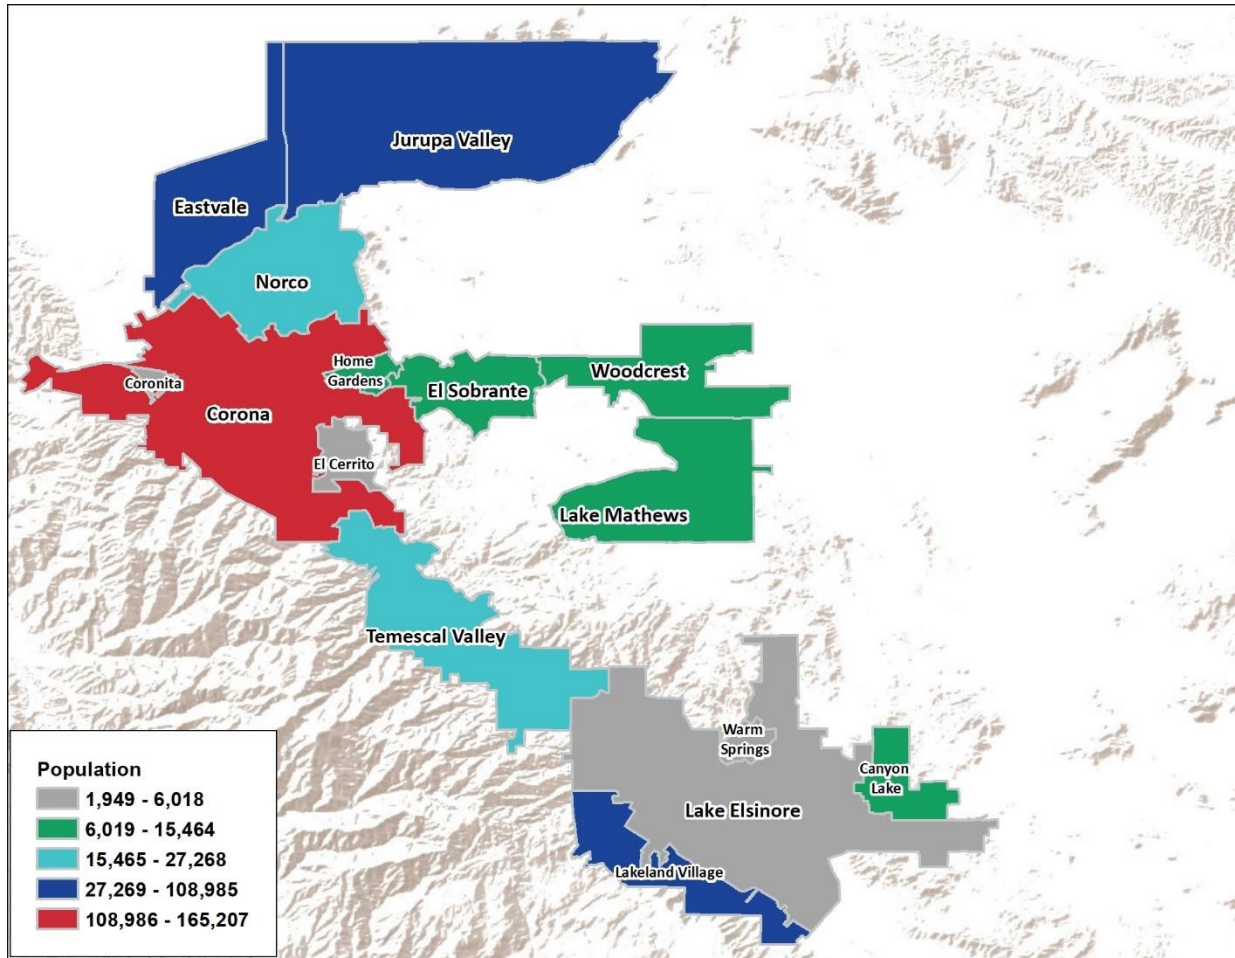 Jurupa Valley
Eastvale
Norco
Home
Gardens
Woodcrest
Coronita
El Sobrante
Corona
El Cerrito
Lake Mathews
Temescal Valley
Warm
Springs
Canyon
Lake
Lake Elsinore
Lakeland Village
Population
1,949 - 6,018
6,019 - 15,464
15,465 - 27,268
27,269 - 108,985
108,986 - 165,207